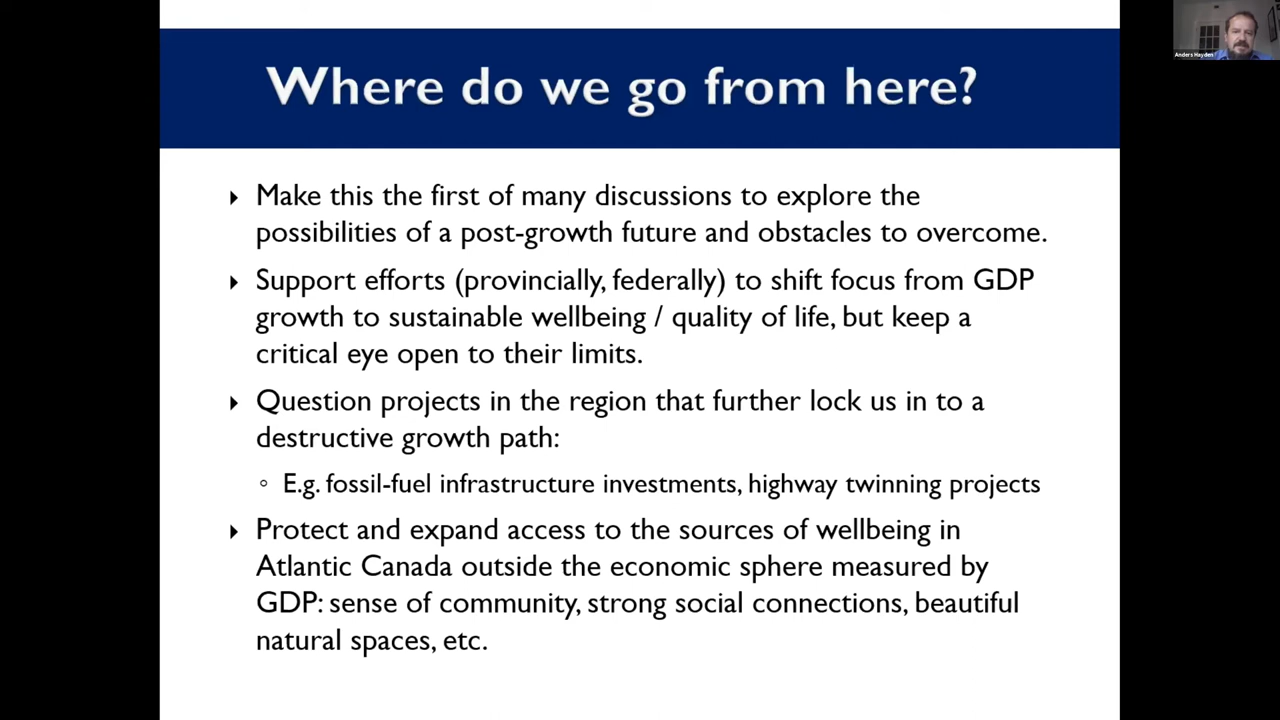 Where do we go from here?
Make this the first of many discussions to explore the
possibilities of a post-growth future and obstacles to overcome.
Support efforts (provincially, federally) to shift focus from GDP
growth to sustainable wellbeing / quality of life, but keep a
critical eye open to their limits.
Question projects in the region that further lock us in to a
destructive growth path:
E.g. fossil-fuel infrastructure investments, highway twinning projects
Protect and expand access to the sources of wellbeing in
Atlantic Canada outside the economic sphere measured by
GDP: sense of community, strong social connections, beautiful
natural spaces, etc.
Anders Hayden